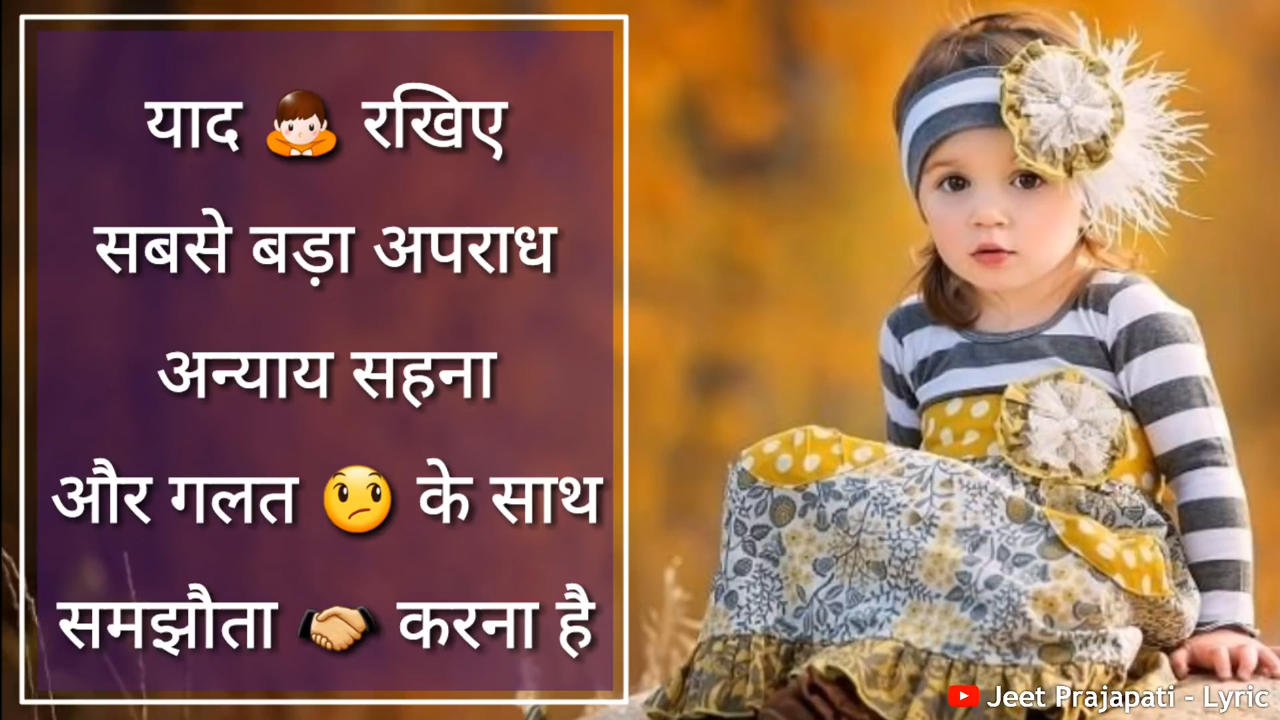 याद 🙇 रखिए
सबसे बड़ा अपराध
अन्याय सहना
और गलत 😞 के साथ
समझौता 🤝 करना है
Jeet Prajapati - Lyric